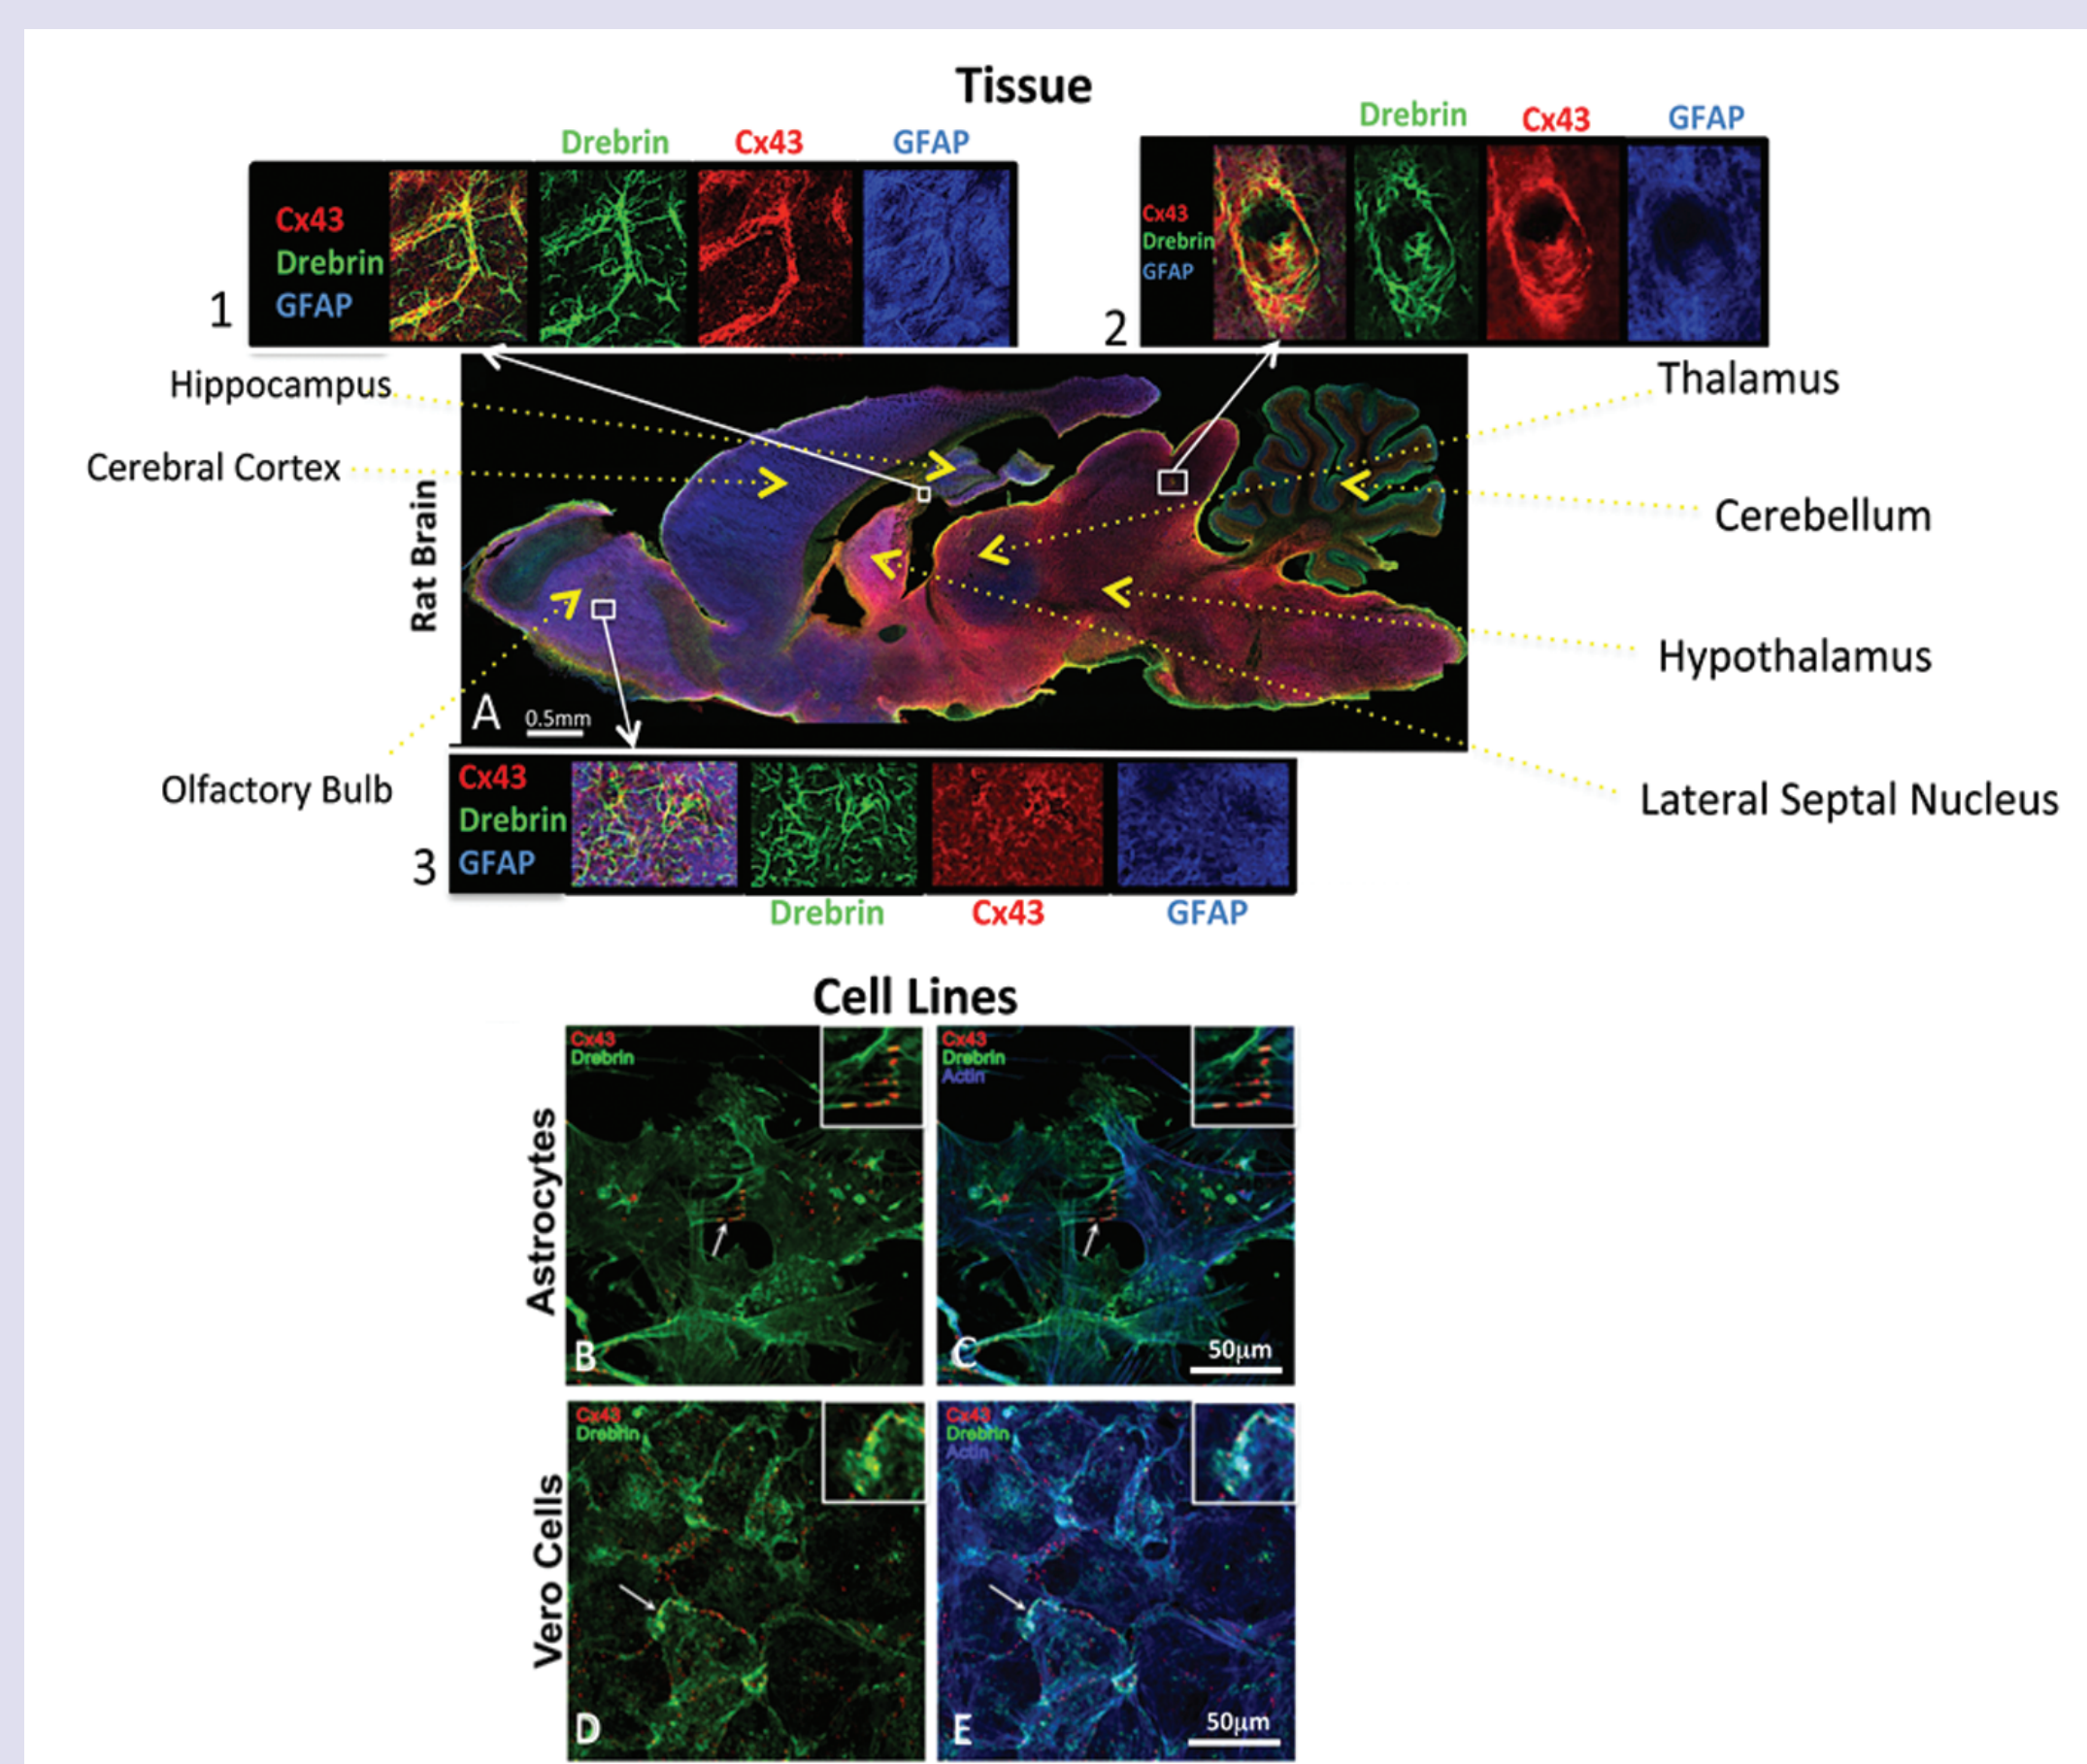 Tissue
Drebrin Cx43 GFAP
Cx43
Drebrin
GFAP
1
Drebrin Cx43 GFAP
Cx43
Drebrin
GFAP
2
Hippocampus
Cerebral Cortex
Olfactory Bulb
Rat Brain
A
0.5mm
Thalamus
Cerebellum
Hypothalamus
Lateral Septal Nucleus
Cx43
Drebrin
GFAP
3
Drebrin Cx43 GFAP
Cell Lines
Astrocytes
Cx43
Drebrin
B
Cx43
Drebrin
Actin
C
50μm
Vero Cells
Cx43
Drebrin
D
Cx43
Drebrin
Actin
E
50μm